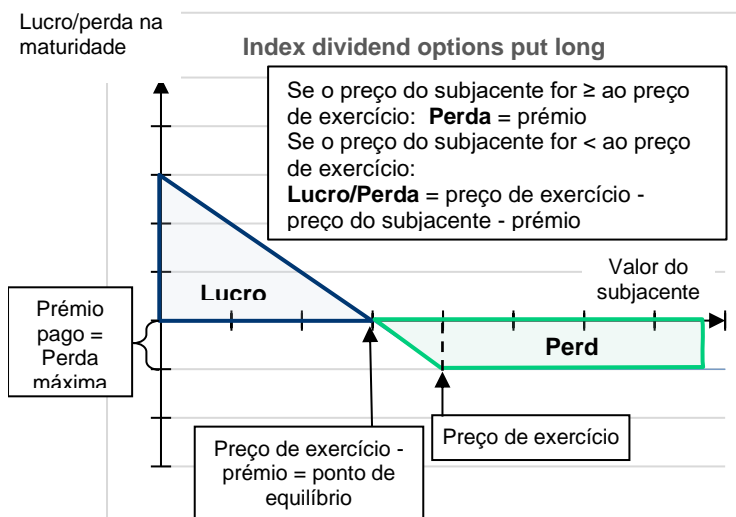 Lucro/perda na
maturidade
Index dividend options put long
Se o preço do subjacente for ≥ ao preço
de exercício: Perda = prémio
Se o preço do subjacente for < ao preço
de exercício:
Lucro/Perda = preço de exercício -
preço do subjacente - prémio
Valor do
subjacente
Lucro
Prémio
pago =
Perda
máxima
Perd
Preço de exercício
Preço de exercício -
prémio = ponto de
equilíbrio